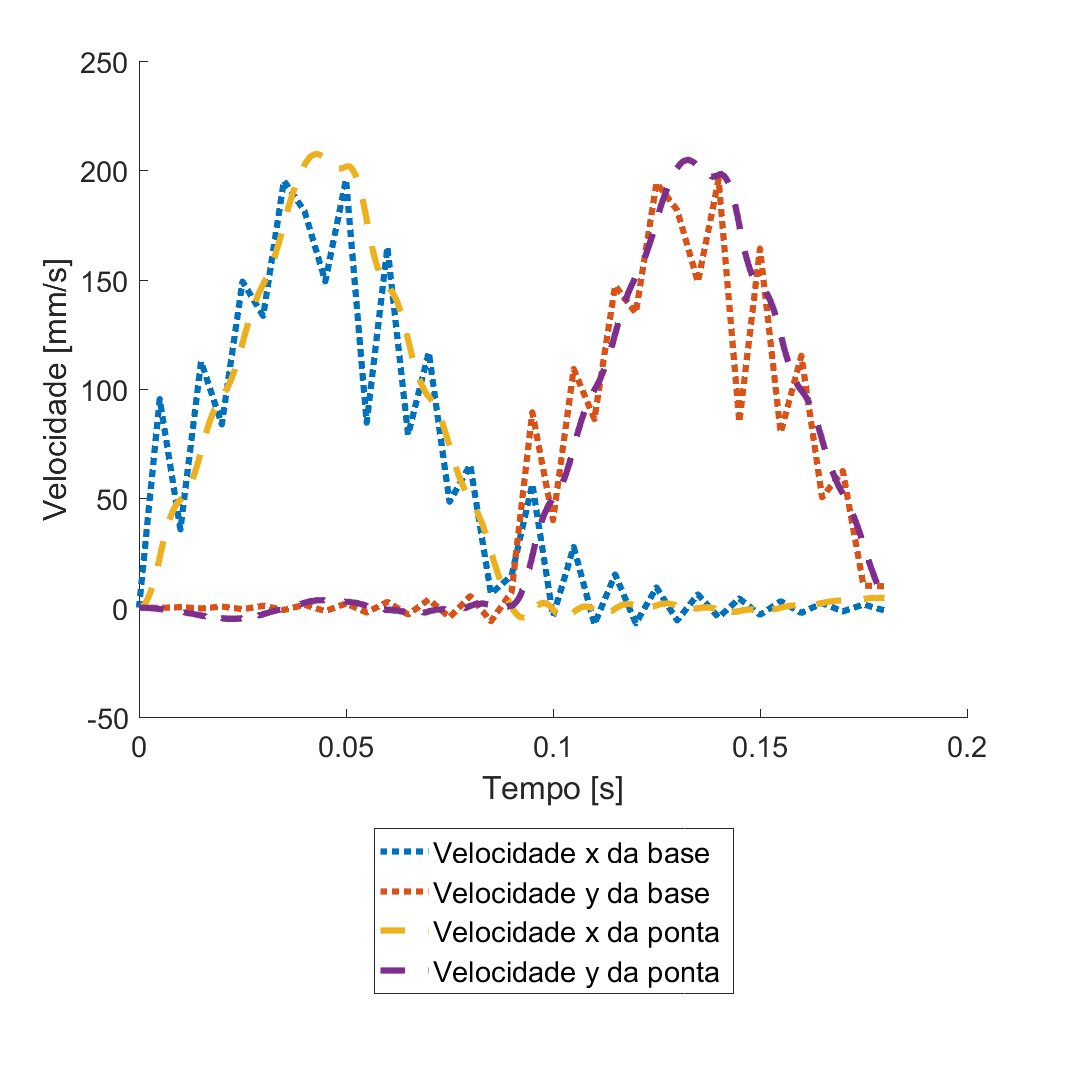 250
200
150
100
50
0
-50
Velocidade [mm/s]
0 0.05 0.1 0.15 0.2
Tempo [s]
Velocidade x da base
Velocidade y da base
Velocidade x da ponta
Velocidade y da ponta